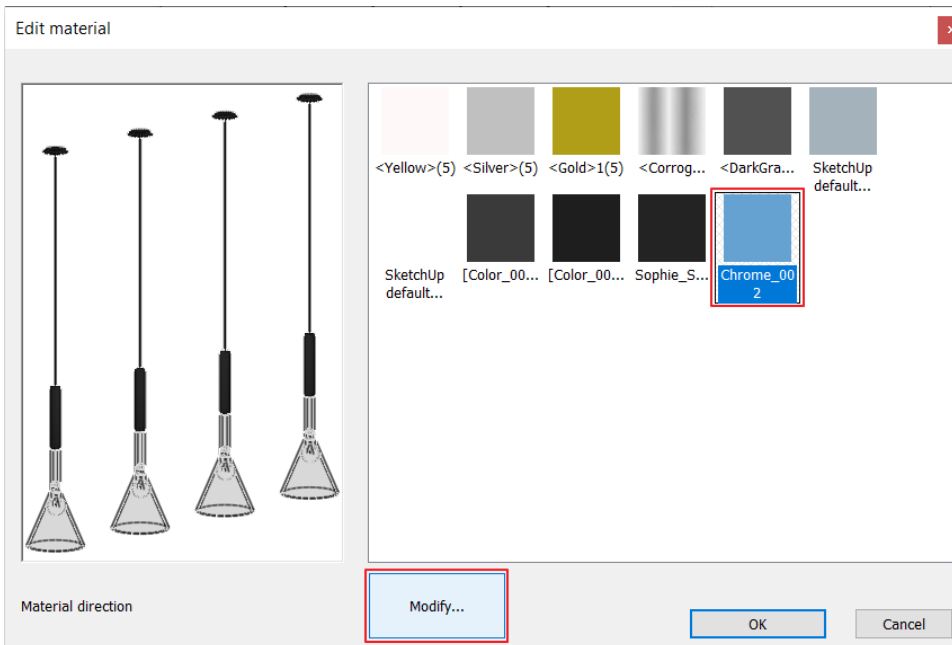 Edit material
<Yellow>(5) <Silver>(5) <Gold>1(5) <Corrog... <DarkGra... SketchUp
default...
SketchUp [Color_00... [Color_00... Sophie_S... Chrome_00
default... 2
Material direction
Modify...
OK
Cancel